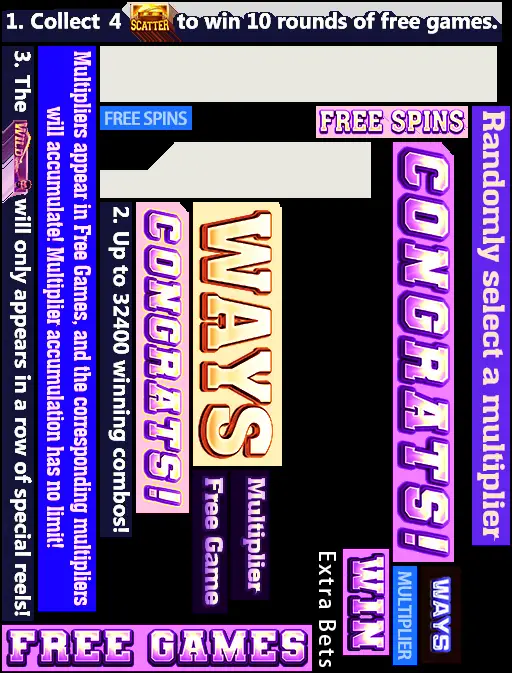 1. Collect 4 SCATTER to win 10 rounds of free games.
FREE SPINS
FREE SPINS
Randomly select a multiplier
CONGRATS!
WAYS
CONGRATS!
2. Up to 32400 winning combos!
Multipliers appear in Free Games, and the corresponding multipliers
will accumulate! Multiplier accumulation has no limit!
3. The WILD will only appears in a row of special reels!
Multiplier
Free Game
Extra Bets
WIN
MULTIPLIER
WAYS
FREE GAMES